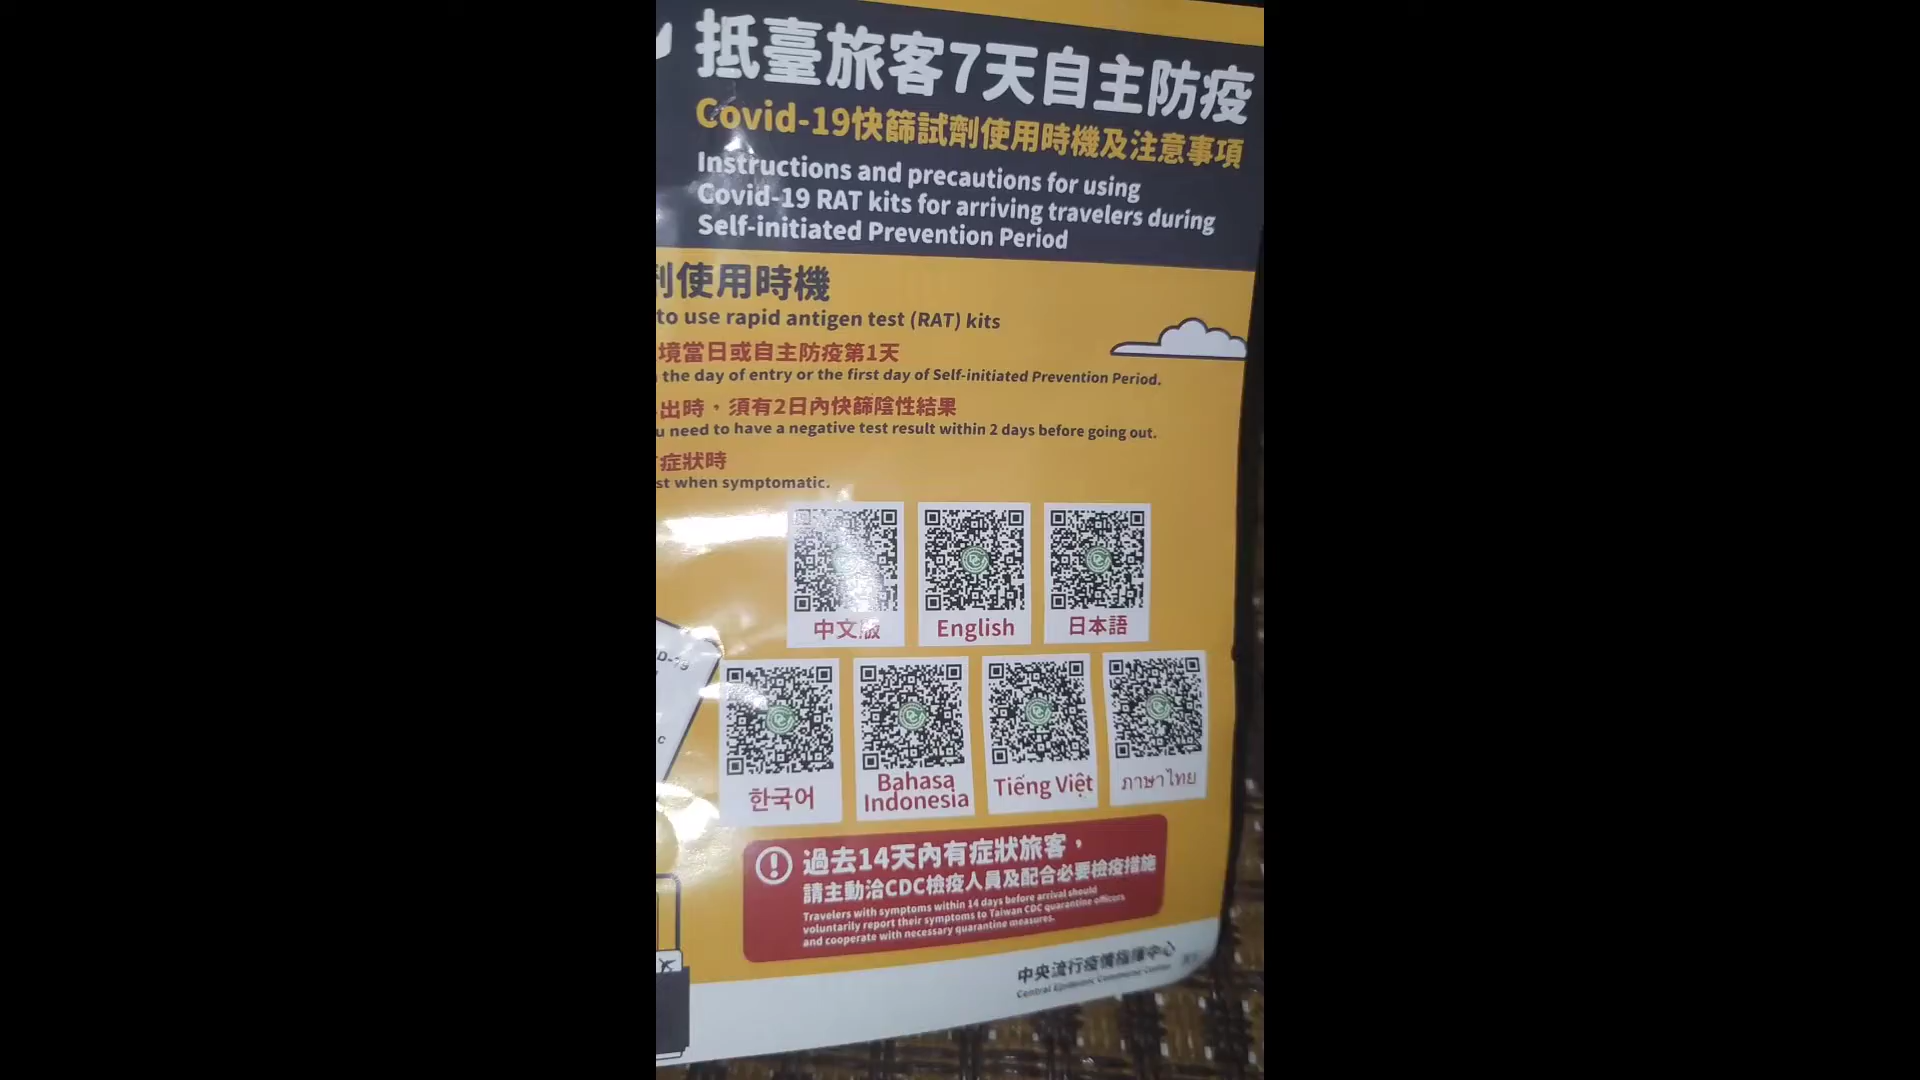 抵臺旅客7天自主防疫
Covid-19快篩試劑使用時機及注意事項
Instructions and precautions for using
Covid-19 RAT kits for arriving travelers during
Self-initiated Prevention Period
使用時機
to use rapid antigen test (RAT) kits
境當日或自主防疫第1天
the day of entry or the first day of Self-initiated Prevention Period.
出時，須有2日內快篩陰性結果
need to have a negative test result within 2 days before going out.
症狀時
when symptomatic.
中文版
English
日本語
한국어
Bahasa
Indonesia
Tiếng Việt
ภาษาไทย
過去14天內有症狀旅客，
請主動洽CDC檢疫人員及配合必要檢疫措施
Travelers with symptoms within 14 days before arrival should
voluntarily report their symptoms to Taiwan CDC quarantine officers
and cooperate with necessary quarantine measures.
中央流行疫情指揮中心
Central Epidemic Command Center